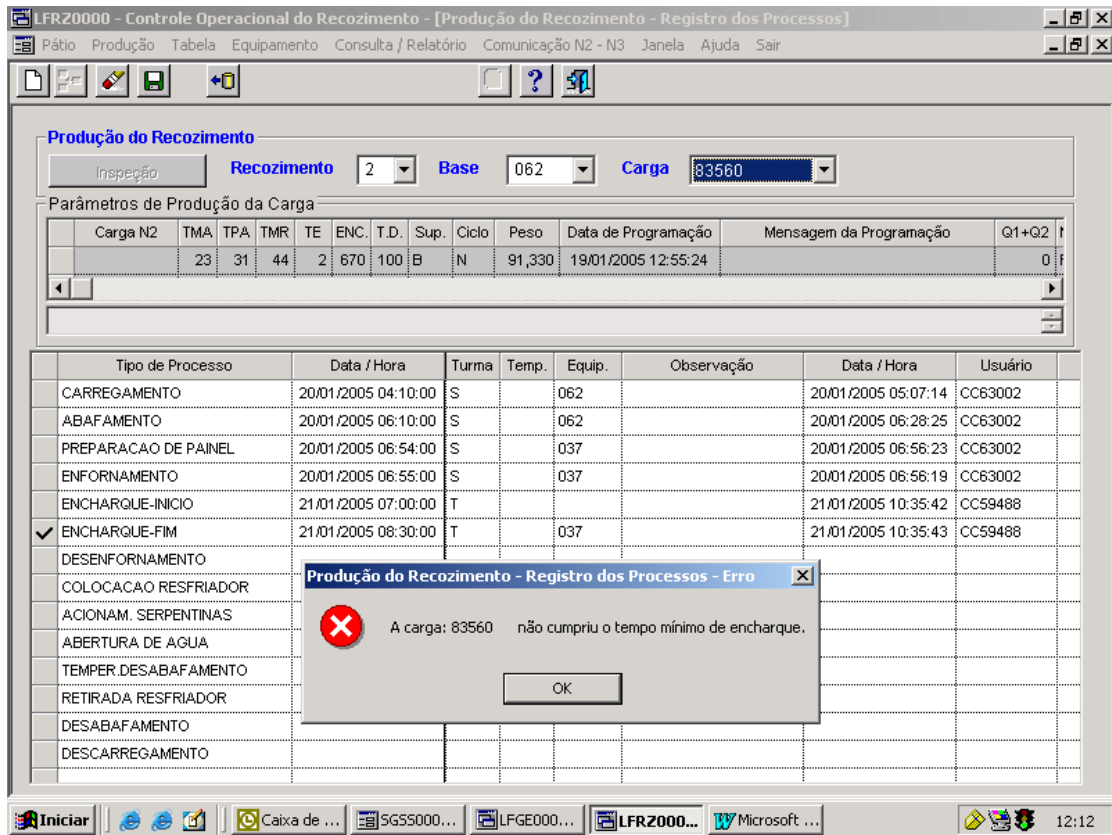 LFRZ0000 - Controle Operacional do Recozimento - [Produção do Recozimento - Registro dos Processos]
Pátio Produção Tabela Equipamento Consulta / Relatório Comunicação N2 - N3 Janela Ajuda Sair
Produção do Recozimento
Inspeção Recozimento 2 Base 062 Carga 83560
Parâmetros de Produção da Carga
Carga N2 TMA TPA TMR TE ENC. T.D. Sup. Ciclo Peso Data de Programação Mensagem da Programação Q1+Q2
23 31 44 2 670 100 B N 91,330 19/01/2005 12:55:24 0
Tipo de Processo Data / Hora Turma Temp. Equip. Observação Data / Hora Usuário
CARREGAMENTO 20/01/2005 04:10:00 S 062 20/01/2005 05:07:14 CC63002
ABAFAMENTO 20/01/2005 06:10:00 S 062 20/01/2005 06:28:25 CC63002
PREPARACAO DE PAINEL 20/01/2005 06:54:00 S 037 20/01/2005 06:56:23 CC63002
ENFORNAMENTO 20/01/2005 06:55:00 S 037 20/01/2005 06:56:19 CC63002
ENCHARQUE-INICIO 21/01/2005 07:00:00 T 21/01/2005 10:35:42 CC59488
ENCHARQUE-FIM 21/01/2005 08:30:00 T 037 21/01/2005 10:35:43 CC59488
DESENFORNAMENTO
COLOCACAO RESFRIADOR
ACIONAM. SERPENTINAS
ABERTURA DE AGUA
TEMPER.DESABAFAMENTO
RETIRADA RESFRIADOR
DESABAFAMENTO
DESCARREGAMENTO
Produção do Recozimento - Registro dos Processos - Erro
A carga: 83560 não cumpriu o tempo mínimo de encharque.
OK
Iniciar Caixa de ... SGSS000... LFGE000... LFRZ000... Microsoft ... 12:12